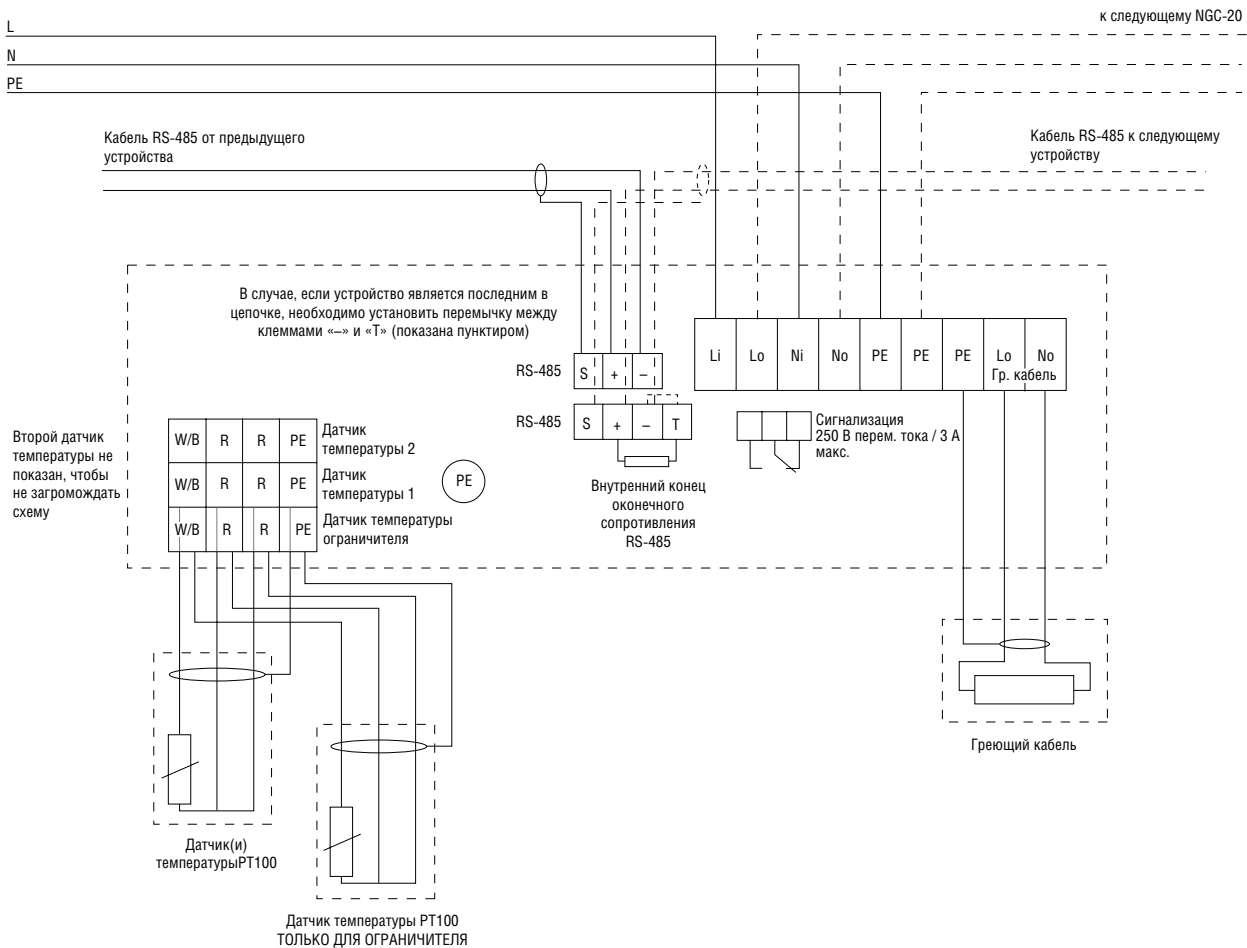 к следующему NGC-20
L
N
PE
Кабель RS-485 от предыдущего
устройства
Кабель RS-485 к следующему
устройству
В случае, если устройство является последним в
цепочке, необходимо установить перемычку между
клеммами «–» и «T» (показана пунктиром)
Li Lo Ni No PE PE PE Lo No
Гр. кабель
RS-485 S + –
RS-485 S + – T
Сигнализация
250 В перем. тока / 3 А
макс.
Внутренний конец
оконечного
сопротивления
RS-485
Второй датчик
температуры не
показан, чтобы
не загромождать
схему
W/B R R PE
Датчик
температуры 2
W/B R R PE
Датчик
температуры 1
PE
W/B R R PE
Датчик температуры
ограничителя
Греющий кабель
Датчик(и)
температурыPT100
Датчик температуры PT100
ТОЛЬКО ДЛЯ ОГРАНИЧИТЕЛЯ